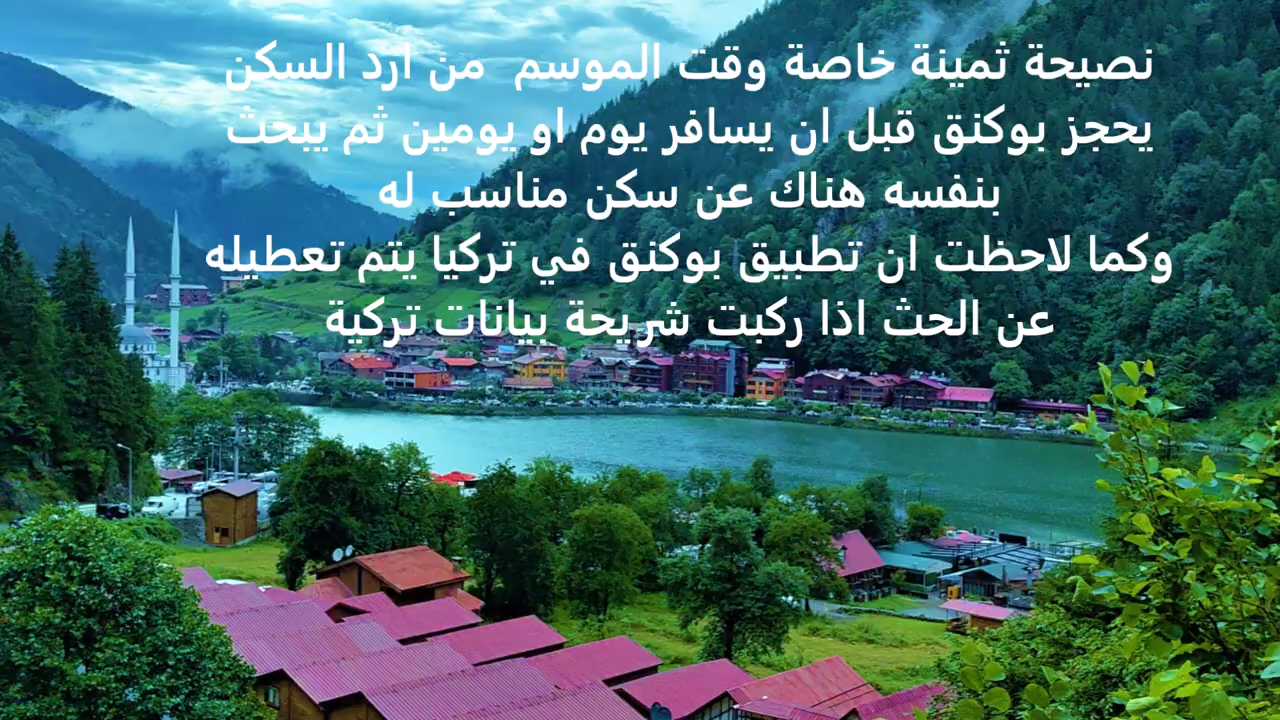 نصيحة ثمينة خاصة وقت الموسم  من ارد السكن
يحجز بوكنق قبل ان يسافر يوم او يومين ثم يبحث
بنفسه هناك عن سكن مناسب له
وكما لاحظت ان تطبيق بوكنق في تركيا يتم تعطيله
عن الحث اذا ركبت شريحة بيانات تركية